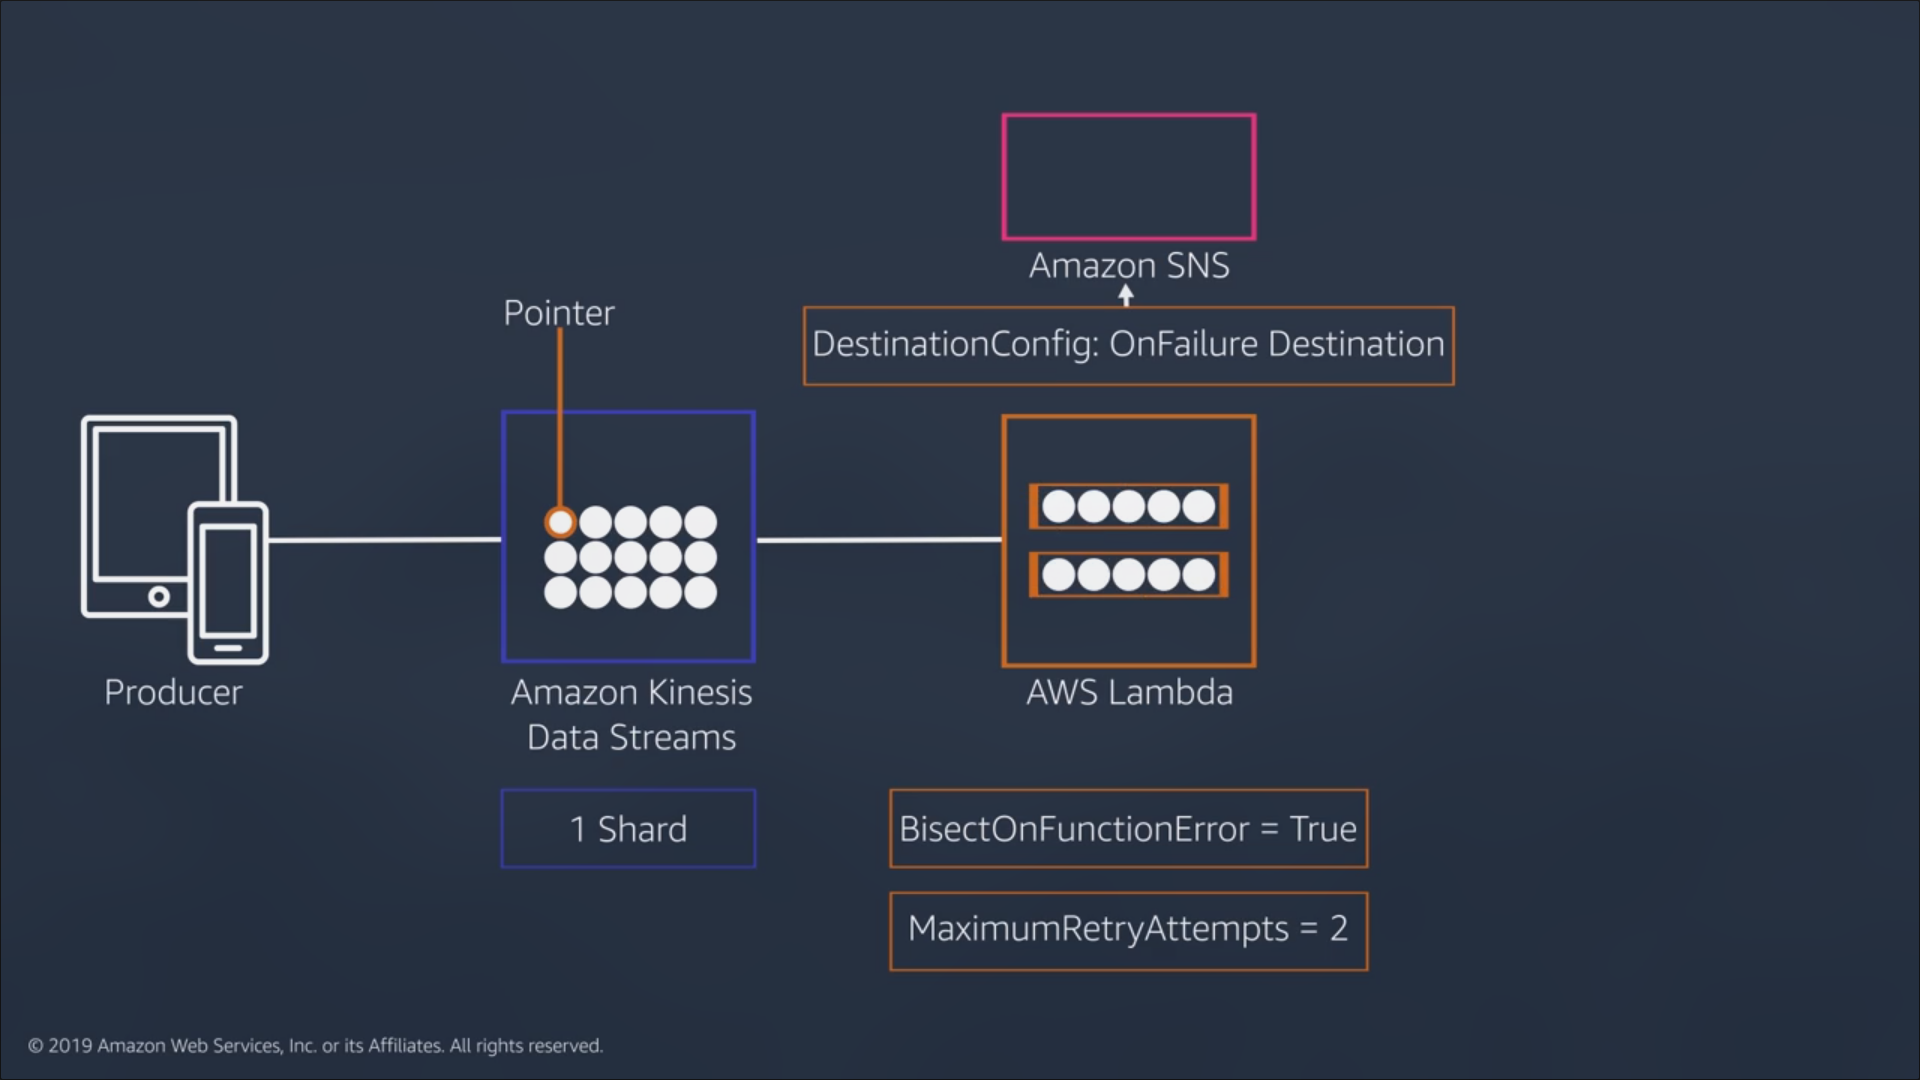 Amazon SNS
Pointer
DestinationConfig: OnFailure Destination
Producer
Amazon Kinesis
Data Streams
AWS Lambda
1 Shard
BisectOnFunctionError = True
MaximumRetryAttempts = 2
© 2019 Amazon Web Services, Inc. or its Affiliates. All rights reserved.